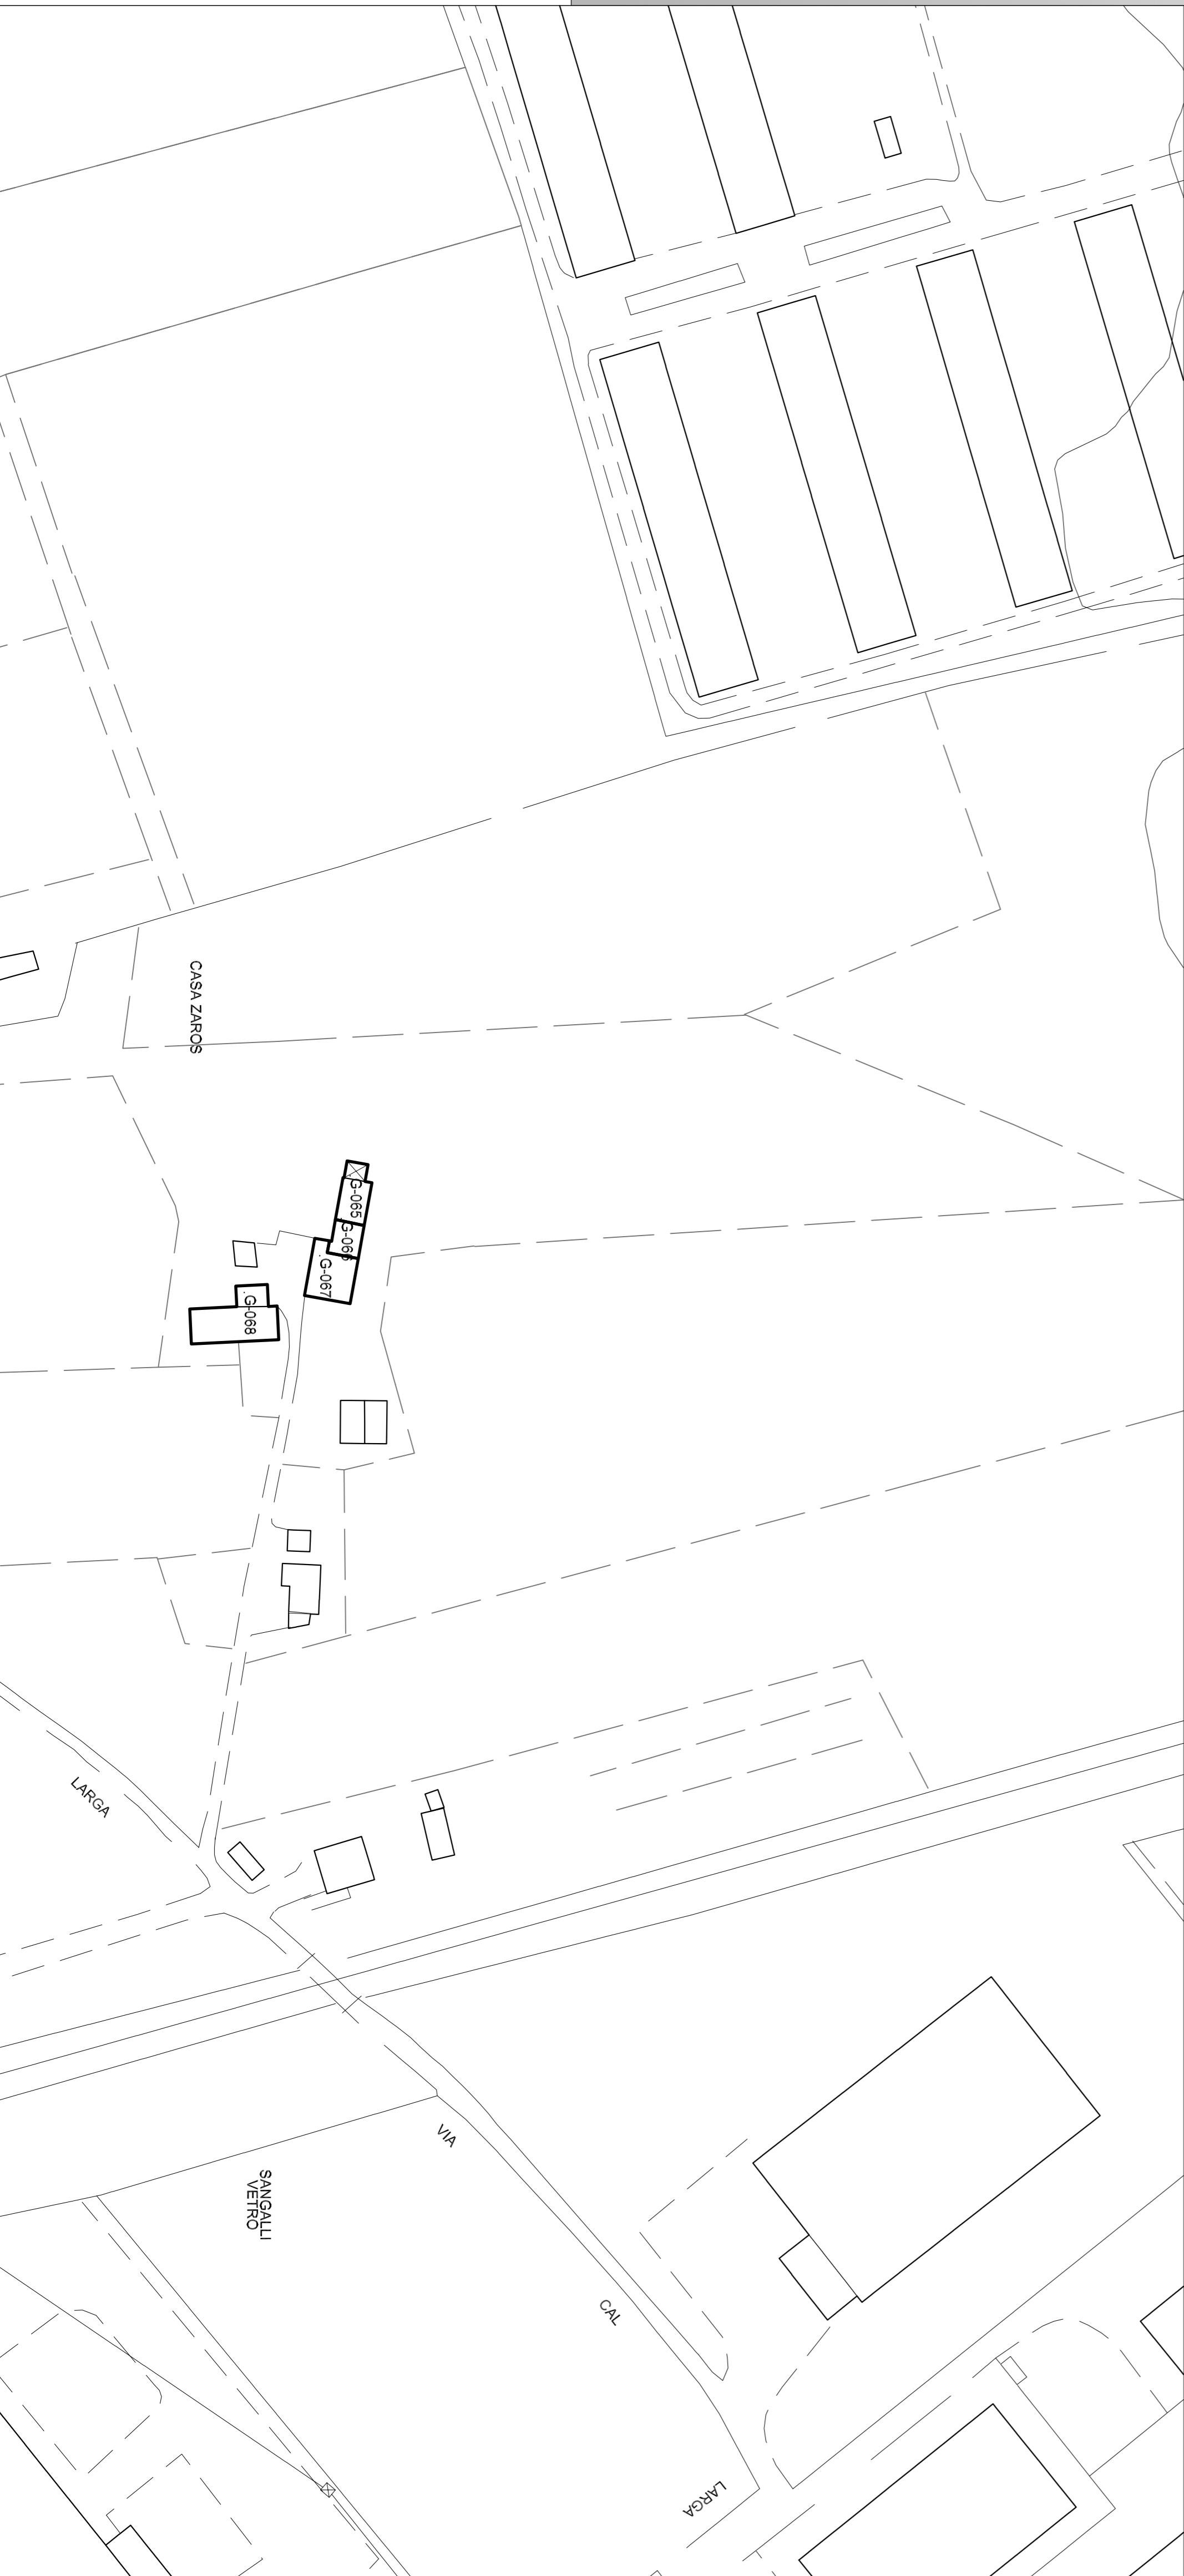 CASA ZAROS
G-065
G-066
.G-067
.G-068
LARGA
VIA
SANGALLI
VETRO
CAL
LARGA